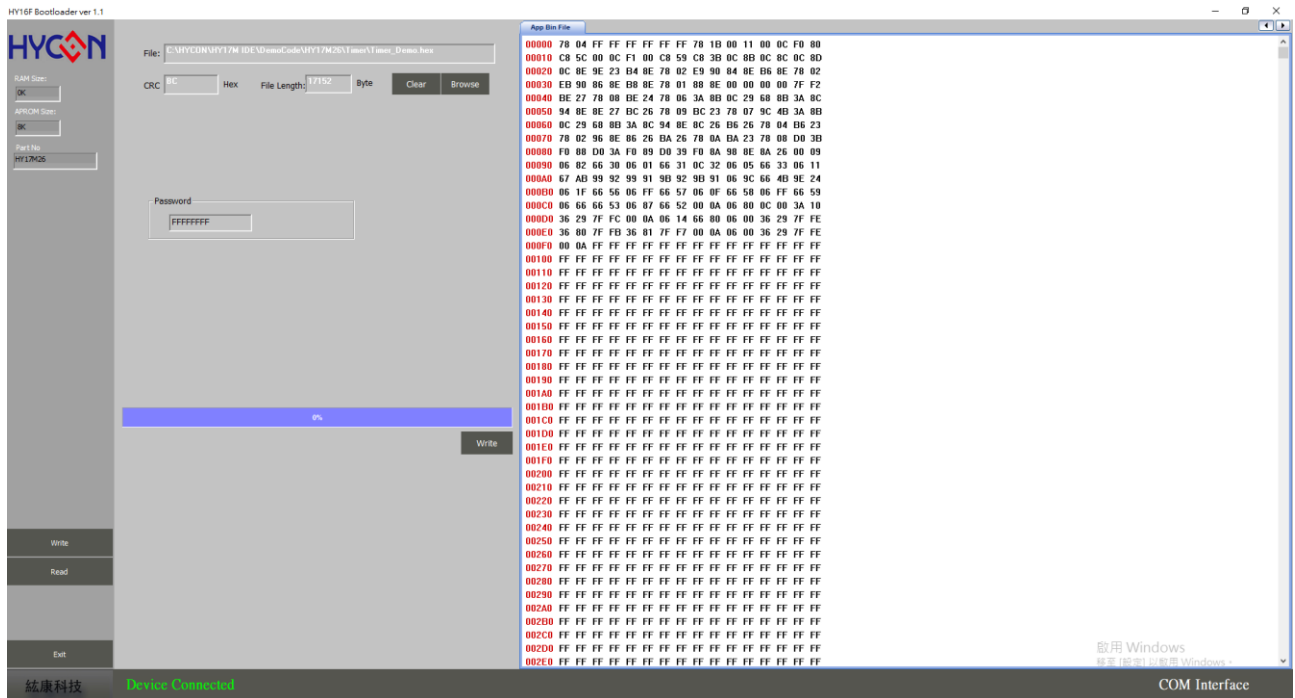 HY16F Bootloader ver 1.1
HYCON
RAM Size:
0K
APROM Size:
8K
Part No
HY17M26
File: C:\HYCON\HY17M IDE\DemoCode\HY17M26\Timer\Timer_Demo.hex
CRC 8C Hex File Length: 17152 Byte Clear Browse
Password
FFFFFFFF
0%
Write
Write
Read
Exit
App Bin File
00000 78 04 FF FF FF FF FF FF 78 1B 00 11 00 0C F0 80
00010 C8 5C 00 0C F1 00 C8 59 C8 3B 0C 8B 0C 8C 0C 8D
00020 0C 8E 9E 23 B4 8E 78 02 E9 90 84 8E B6 8E 78 02
00030 EB 90 86 8E B8 8E 78 01 88 8E 00 00 00 00 7F F2
00040 BE 27 78 08 BE 24 78 06 3A 8B 0C 29 68 8B 3A 8C
00050 94 8E 8E 27 BC 26 78 09 BC 23 78 07 9C 4B 3A 8B
00060 0C 29 68 8B 3A 8C 94 8E 8C 26 B6 26 78 04 B6 23
00070 78 02 96 8E 86 26 BA 26 78 0A BA 23 78 08 D0 3B
00080 F0 88 D0 3A F0 89 D0 39 F0 8A 98 8E 8A 26 00 09
00090 06 82 66 30 06 01 66 31 0C 32 06 05 66 33 06 11
000A0 67 AB 99 92 99 91 9B 92 9B 91 06 9C 66 4B 9E 24
000B0 06 1F 66 56 06 FF 66 57 06 0F 66 58 06 FF 66 59
000C0 06 66 66 53 06 87 66 52 00 0A 06 80 0C 00 3A 10
000D0 36 29 7F FC 00 0A 06 14 66 80 06 00 36 29 7F FE
000E0 36 80 7F FB 36 81 7F F7 00 0A 06 00 36 29 7F FE
000F0 00 0A FF FF FF FF FF FF FF FF FF FF FF FF FF FF
00100 FF FF FF FF FF FF FF FF FF FF FF FF FF FF FF FF
00110 FF FF FF FF FF FF FF FF FF FF FF FF FF FF FF FF
00120 FF FF FF FF FF FF FF FF FF FF FF FF FF FF FF FF
00130 FF FF FF FF FF FF FF FF FF FF FF FF FF FF FF FF
00140 FF FF FF FF FF FF FF FF FF FF FF FF FF FF FF FF
00150 FF FF FF FF FF FF FF FF FF FF FF FF FF FF FF FF
00160 FF FF FF FF FF FF FF FF FF FF FF FF FF FF FF FF
00170 FF FF FF FF FF FF FF FF FF FF FF FF FF FF FF FF
00180 FF FF FF FF FF FF FF FF FF FF FF FF FF FF FF FF
00190 FF FF FF FF FF FF FF FF FF FF FF FF FF FF FF FF
001A0 FF FF FF FF FF FF FF FF FF FF FF FF FF FF FF FF
001B0 FF FF FF FF FF FF FF FF FF FF FF FF FF FF FF FF
001C0 FF FF FF FF FF FF FF FF FF FF FF FF FF FF FF FF
001D0 FF FF FF FF FF FF FF FF FF FF FF FF FF FF FF FF
001E0 FF FF FF FF FF FF FF FF FF FF FF FF FF FF FF FF
001F0 FF FF FF FF FF FF FF FF FF FF FF FF FF FF FF FF
00200 FF FF FF FF FF FF FF FF FF FF FF FF FF FF FF FF
00210 FF FF FF FF FF FF FF FF FF FF FF FF FF FF FF FF
00220 FF FF FF FF FF FF FF FF FF FF FF FF FF FF FF FF
00230 FF FF FF FF FF FF FF FF FF FF FF FF FF FF FF FF
00240 FF FF FF FF FF FF FF FF FF FF FF FF FF FF FF FF
00250 FF FF FF FF FF FF FF FF FF FF FF FF FF FF FF FF
00260 FF FF FF FF FF FF FF FF FF FF FF FF FF FF FF FF
00270 FF FF FF FF FF FF FF FF FF FF FF FF FF FF FF FF
00280 FF FF FF FF FF FF FF FF FF FF FF FF FF FF FF FF
00290 FF FF FF FF FF FF FF FF FF FF FF FF FF FF FF FF
002A0 FF FF FF FF FF FF FF FF FF FF FF FF FF FF FF FF
002B0 FF FF FF FF FF FF FF FF FF FF FF FF FF FF FF FF
002C0 FF FF FF FF FF FF FF FF FF FF FF FF FF FF FF FF
002D0 FF FF FF FF FF FF FF FF FF FF FF FF FF FF FF FF
002E0 FF FF FF FF FF FF FF FF FF FF FF FF FF FF FF FF
啟用 Windows
移至 [設定] 以啟用 Windows。
紘康科技 Device Connected COM Interface